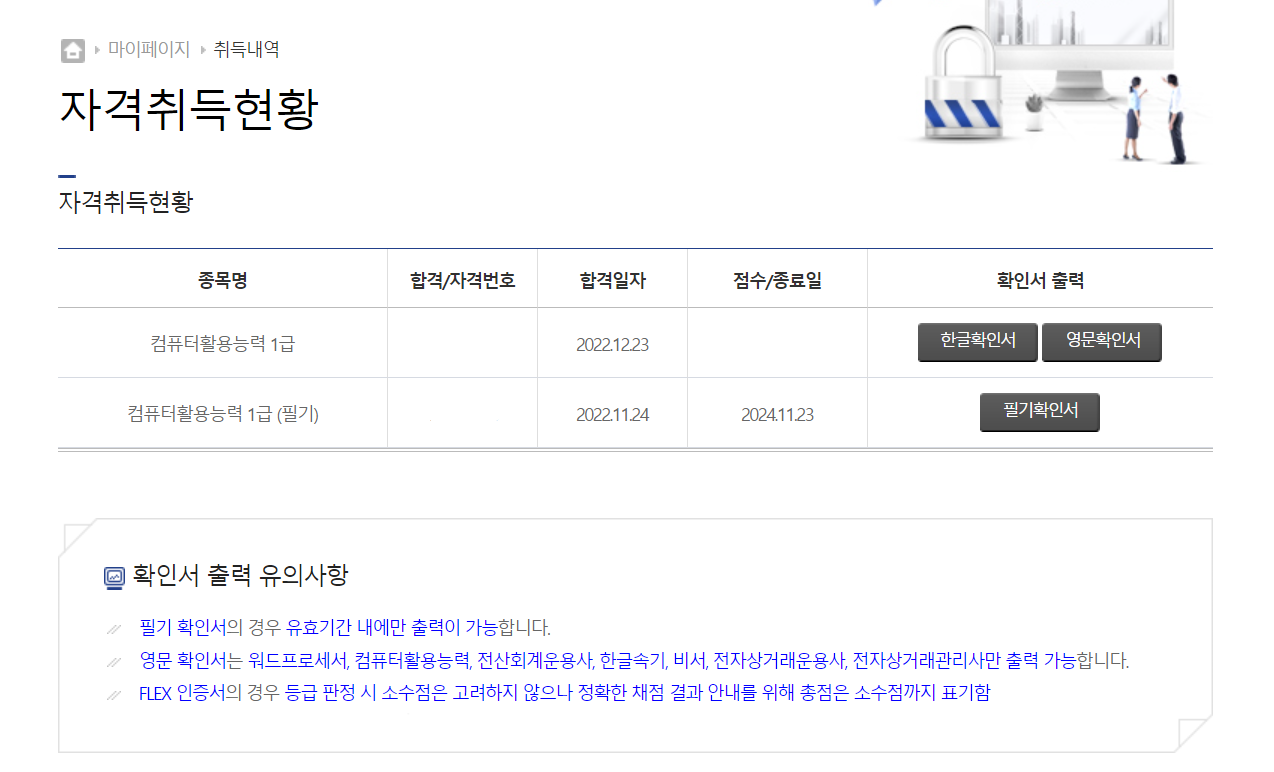 마이페이지 취득내역
자격취득현황
자격취득현황
종목명 합격/자격번호 합격일자 점수/종료일 확인서 출력
컴퓨터활용능력 1급 2022.12.23 한글확인서 영문확인서
컴퓨터활용능력 1급 (필기) 2022.11.24 2024.11.23 필기확인서
확인서 출력 유의사항
필기 확인서의 경우 유효기간 내에만 출력이 가능합니다.
영문 확인서는 워드프로세서, 컴퓨터활용능력, 전산회계운용사, 한글속기, 비서, 전자상거래운용사, 전자상거래관리사만 출력 가능합니다.
FLEX 인증서의 경우 등급 판정 시 소수점은 고려하지 않으나 정확한 채점 결과 안내를 위해 총점은 소수점까지 표기함